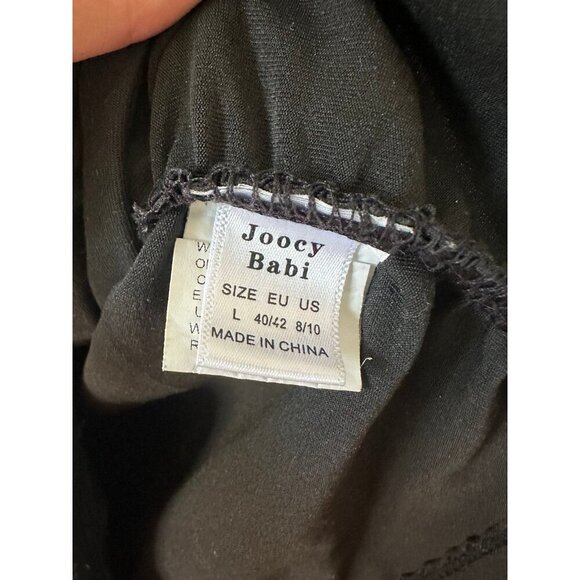 Joocy
Babi
SIZE EU US
L 40/42 8/10
MADE IN CHINA